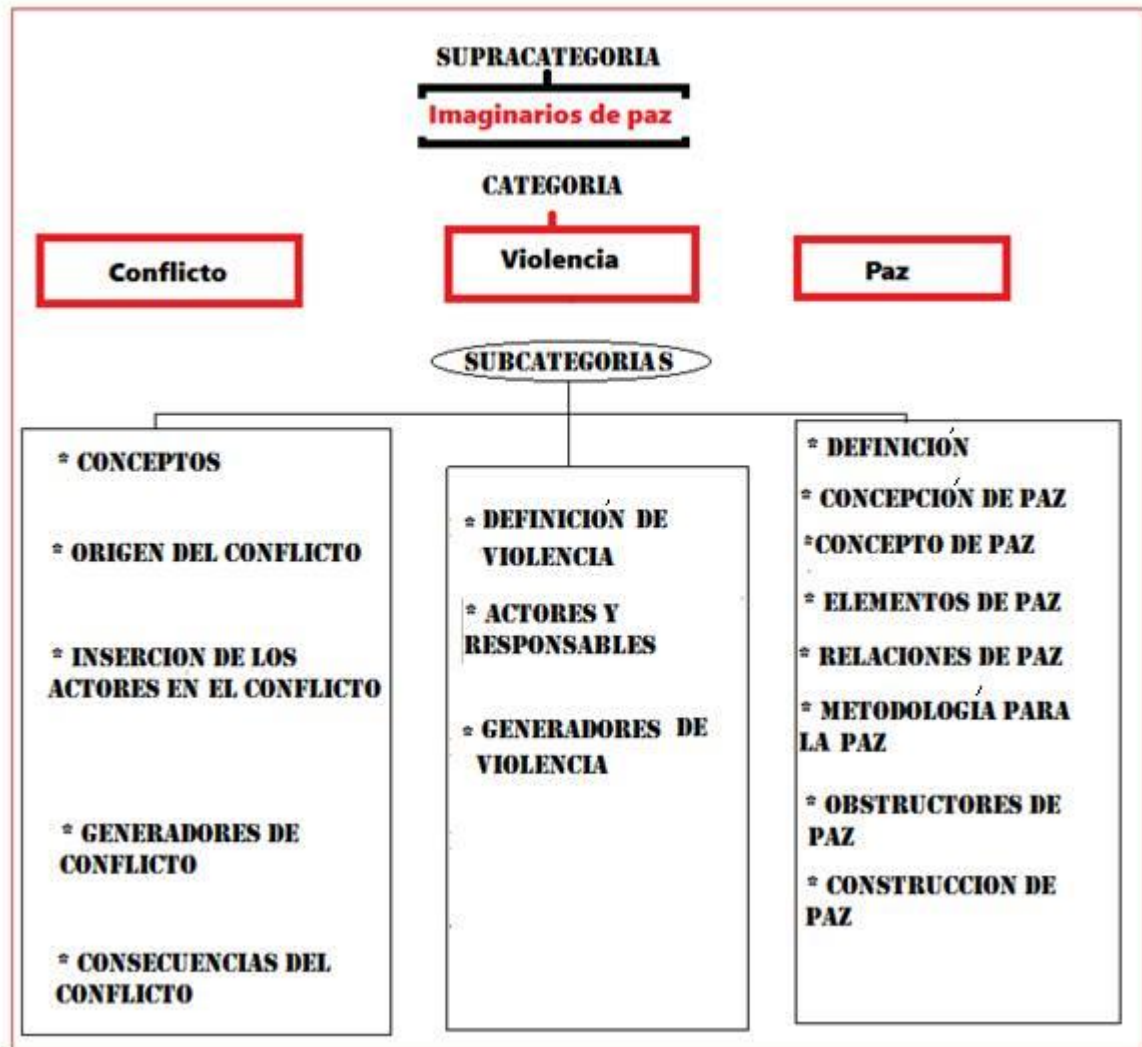 SUPRACATEGORIA
Imaginarios de paz
CATEGORIA
Conflicto
Violencia
Paz
SUBCATEGORIAS
* CONCEPTOS
* ORIGEN DEL CONFLICTO
* INSERCION DE LOS
ACTORES EN EL CONFLICTO
* GENERADORES DE
CONFLICTO
* CONSECUENCIAS DEL
CONFLICTO
* DEFINICIÓN DE
VIOLENCIA
* ACTORES Y
RESPONSABLES
* GENERADORES DE
VIOLENCIA
* DEFINICIÓN
* CONCEPCIÓN DE PAZ
*CONCEPTO DE PAZ
* ELEMENTOS DE PAZ
* RELACIONES DE PAZ
* METODOLOGÍA PARA
LA PAZ
* OBSTRUCTORES DE
PAZ
* CONSTRUCCION DE
PAZ